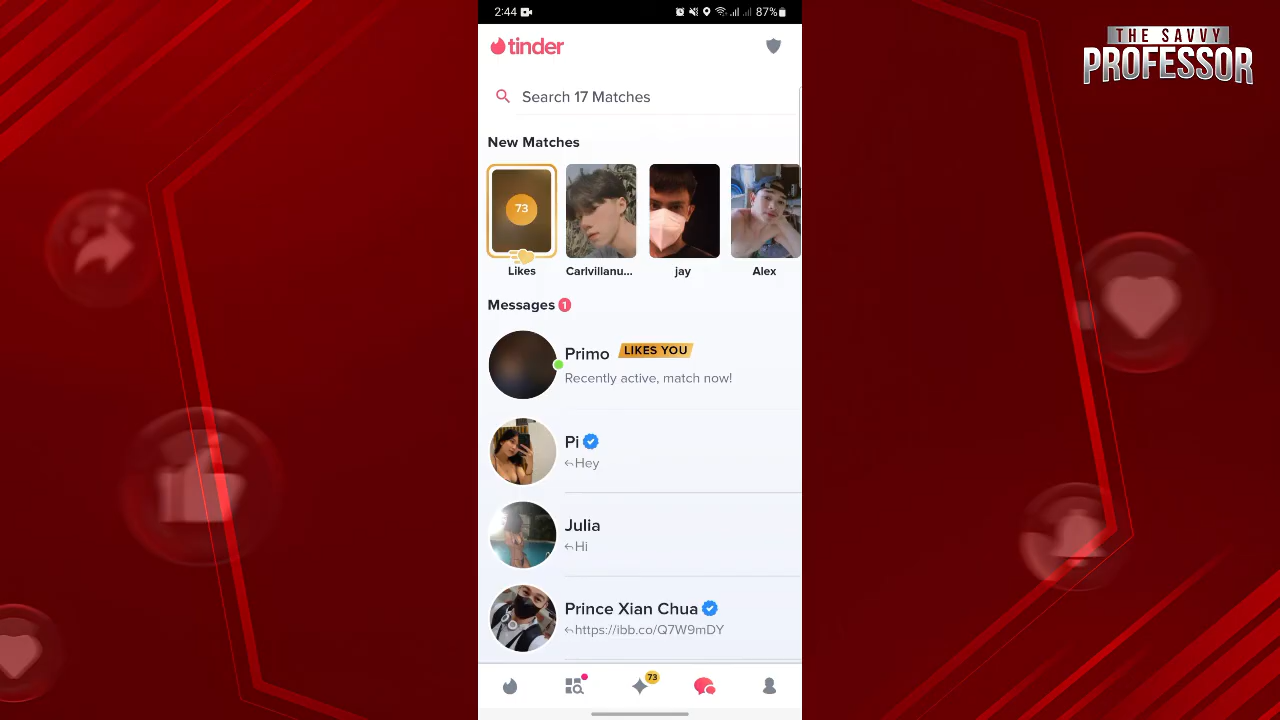 2:44
87%
THE SAVVY
PROFESSOR
tinder
Search 17 Matches
New Matches
73
Likes
Carlvillanu...
jay
Alex
Messages 1
Primo LIKES YOU
Recently active, match now!
Pi
Hey
Julia
Hi
Prince Xian Chua
https://ibb.co/Q7W9mDY
73